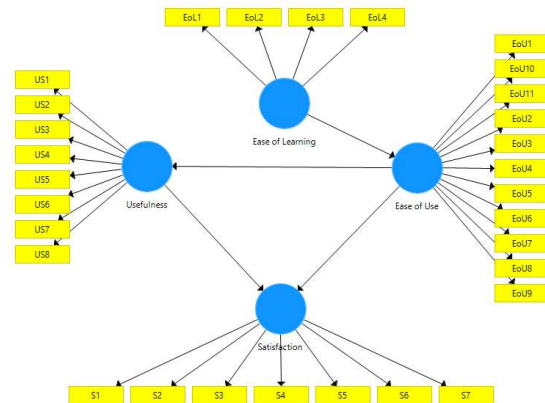 EoL1 EoL2 EoL3 EoL4
Ease of Learning
US1
US2
US3
US4
US5
US6
US7
US8
Usefulness
EoU1
EoU10
EoU11
EoU2
EoU3
EoU4
EoU5
EoU6
EoU7
EoU8
EoU9
Ease of Use
Satisfaction
S1 S2 S3 S4 S5 S6 S7